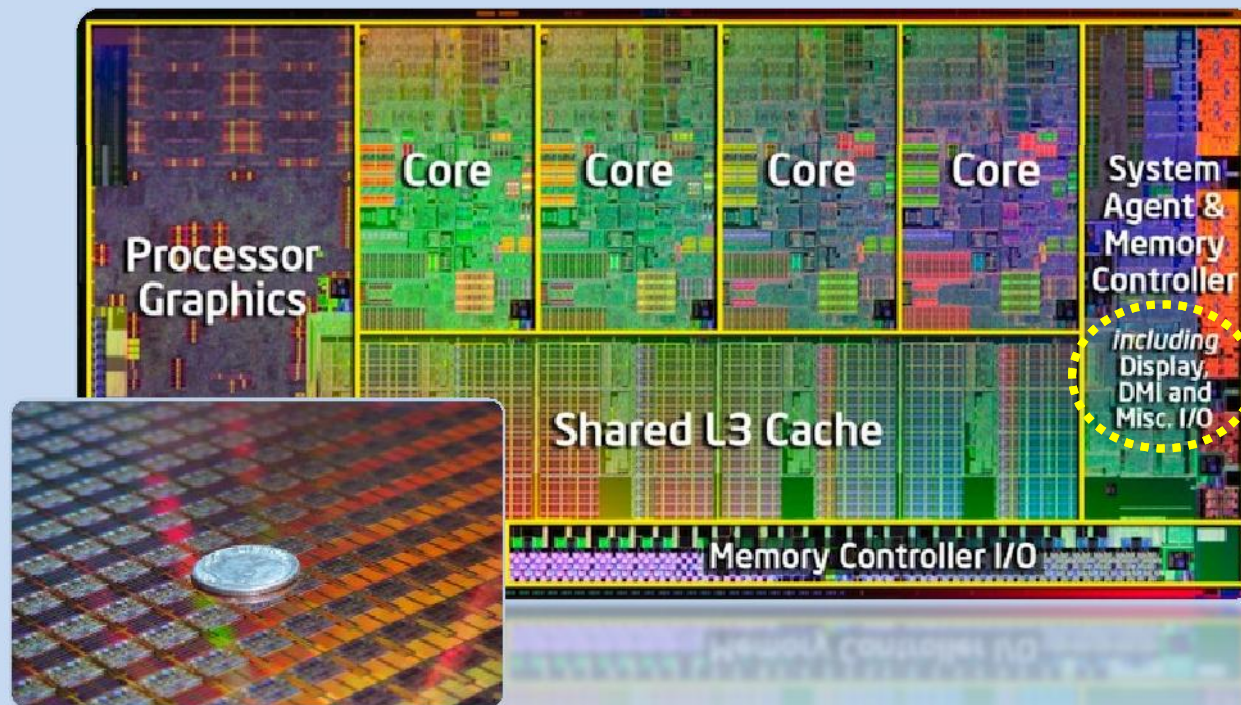 Processor
Graphics
Core
Core
Core
Core
System
Agent &
Memory
Controller
including
Display,
DMI and
Misc. I/O
Shared L3 Cache
Memory Controller I/O